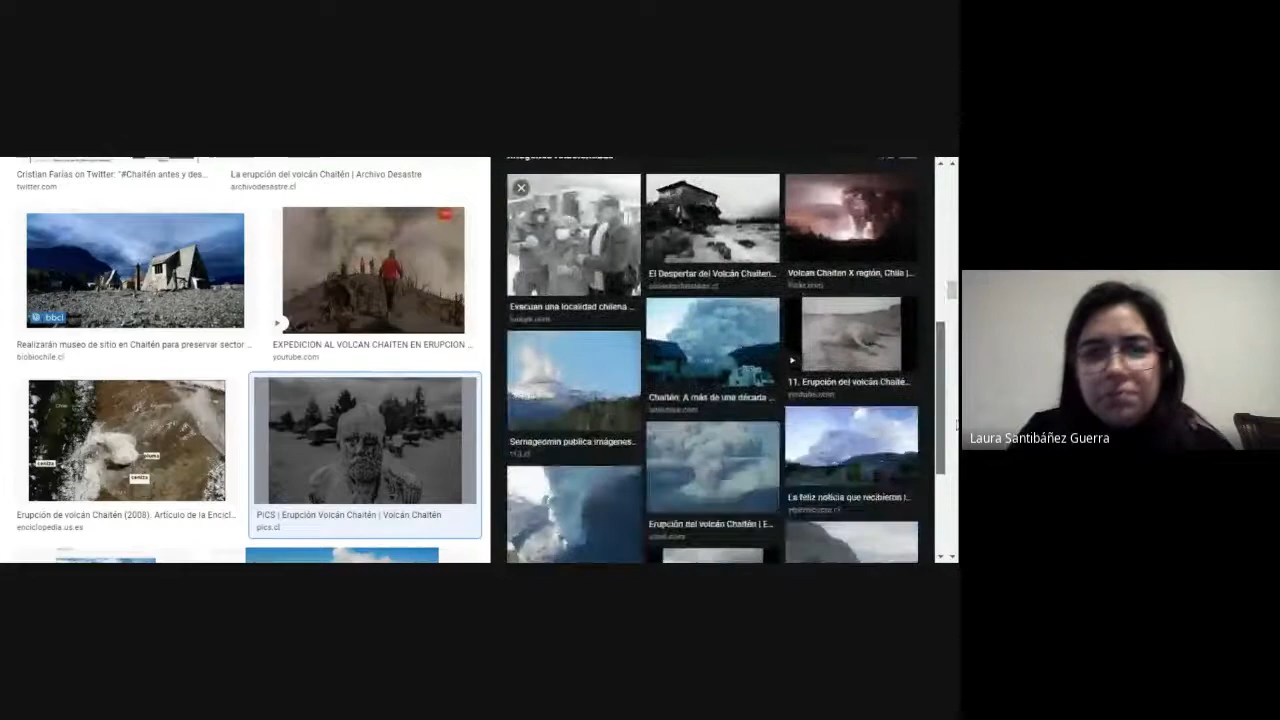 Cristian Farías on Twitter: "#Chaitén antes y des...
twitter.com
La erupción del volcán Chaitén | Archivo Desastre
archivodesastre.cl
bbcl
Realizarán museo de sitio en Chaitén para preservar sector ...
biobiochile.cl
EXPEDICION AL VOLCAN CHAITEN EN ERUPCION ...
youtube.com
ceniza
ceniza
Erupción de volcán Chaitén (2008). Artículo de la Encicl...
enciclopedia.us.es
PICS | Erupción Volcán Chaitén | Volcán Chaitén
pics.cl
Evacuan una localidad chilena ...
El Despertar del Volcán Chaiten...
Volcan Chaiten X región, Chile |...
Sernageomin publica imágenes...
Chaitén: A más de una década ...
11. Erupción del volcán Chaité...
youtube.com
Erupción del volcán Chaitén | E...
La feliz noticia que recibieron l...
Laura Santibáñez Guerra